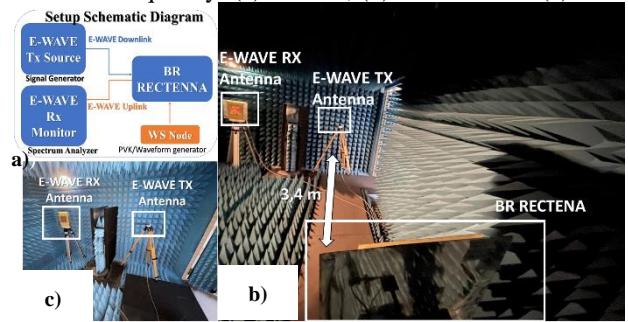 Setup Schematic Diagram
E-WAVE
Tx Source
Signal Generator
E-WAVE Downlink
BR
RECTENNA
E-WAVE
Rx
Monitor
Spectrum Analyzer
E-WAVE Uplink
WS Node
PVK/Waveform generator
a)
E-WAVE RX
Antenna
E-WAVE TX
Antenna
c)
E-WAVE RX
Antenna
E-WAVE TX
Antenna
3,4 m
BR RECTENA
b)